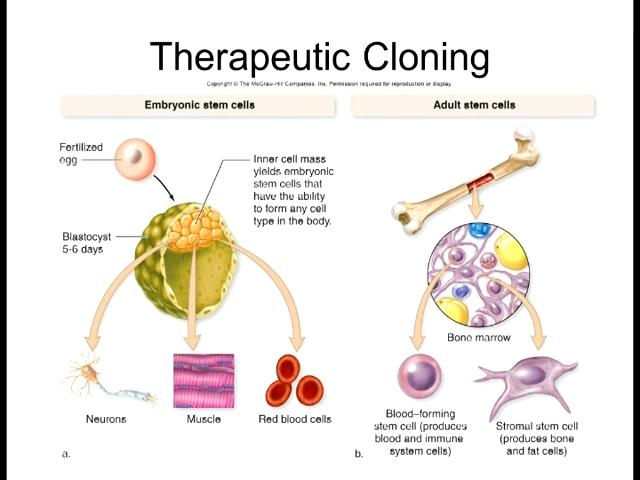 Therapeutic Cloning
Copyright © The McGraw-Hill Companies, Inc. Permission required for reproduction or display.
Embryonic stem cells
Fertilized
egg
Inner cell mass
yields embryonic
stem cells that
have the ability
to form any cell
type in the body.
Blastocyst
5-6 days
Neurons
Muscle
Red blood cells
a.
Adult stem cells
Bone marrow
Blood–forming
stem cell (produces
blood and immune
system cells)
Stromal stem cell
(produces bone
and fat cells)
b.